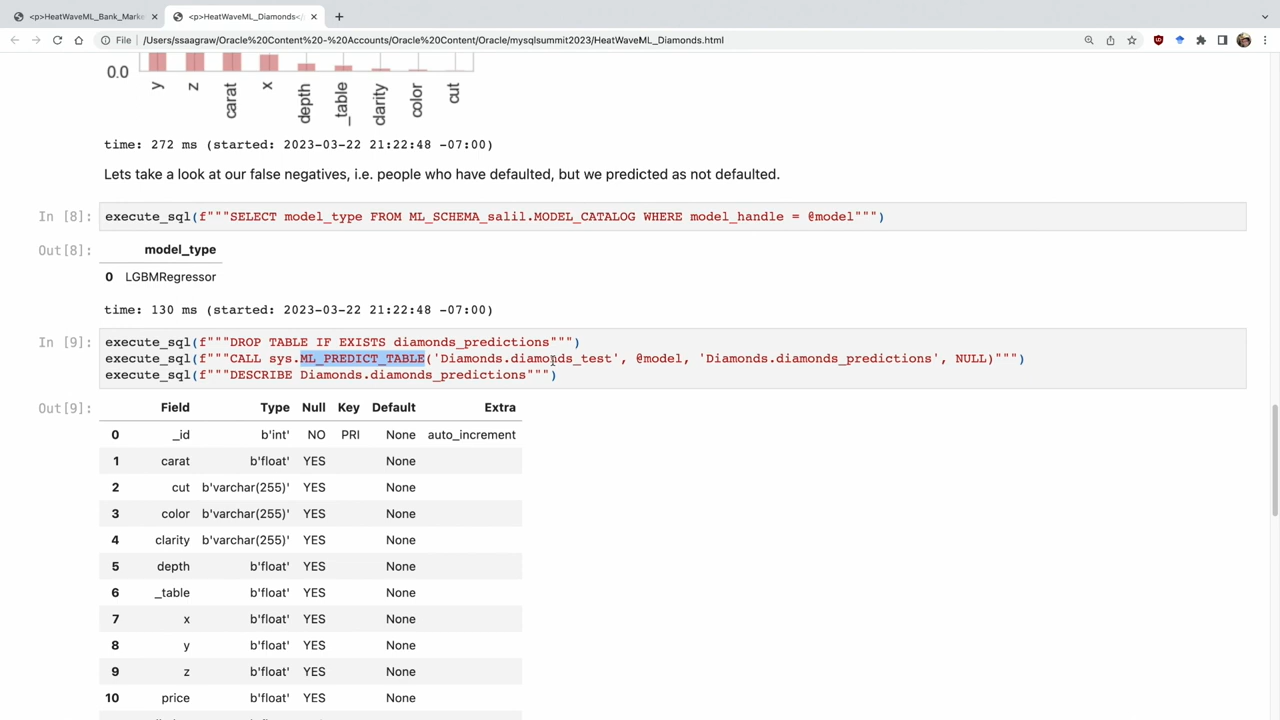 <p>HeatWaveML_Bank_Marke
<p>HeatWaveML_Diamonds</
File /Users/ssaagraw/Oracle%20Content%20-%20Accounts/Oracle%20Content/Oracle/mysqlsummit2023/HeatWaveML_Diamonds.html
0.0
y z carat x depth _table clarity color cut
time: 272 ms (started: 2023-03-22 21:22:48 -07:00)
Lets take a look at our false negatives, i.e. people who have defaulted, but we predicted as not defaulted.
In [8]: execute_sql(f"""SELECT model_type FROM ML_SCHEMA_salil.MODEL_CATALOG WHERE model_handle = @model""")
Out[8]: model_type
0 LGBMRegressor
time: 130 ms (started: 2023-03-22 21:22:48 -07:00)
In [9]: execute_sql(f"""DROP TABLE IF EXISTS diamonds_predictions""")
execute_sql(f"""CALL sys.ML_PREDICT_TABLE('Diamonds.diamonds_test', @model, 'Diamonds.diamonds_predictions', NULL)""")
execute_sql(f"""DESCRIBE Diamonds.diamonds_predictions""")
Out[9]: Field Type Null Key Default Extra
0 _id b'int' NO PRI None auto_increment
1 carat b'float' YES None
2 cut b'varchar(255)' YES None
3 color b'varchar(255)' YES None
4 clarity b'varchar(255)' YES None
5 depth b'float' YES None
6 _table b'float' YES None
7 x b'float' YES None
8 y b'float' YES None
9 z b'float' YES None
10 price b'float' YES None